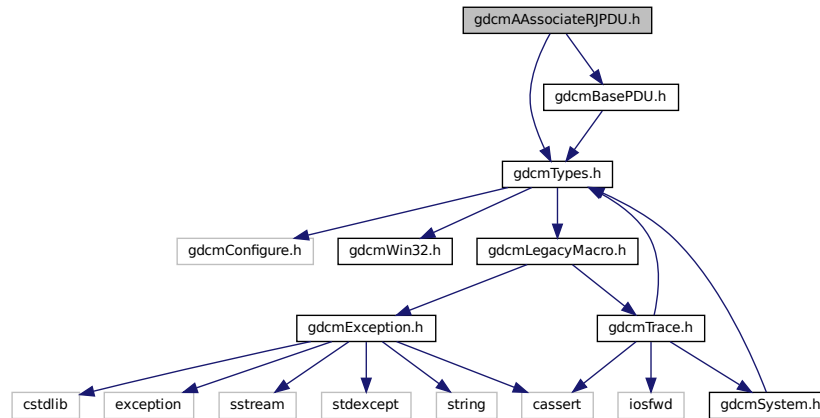 gdcmAAssociateRJPDU.h
gdcmBasePDU.h
gdcmTypes.h
gdcmConfigure.h
gdcmWin32.h
gdcmLegacyMacro.h
gdcmException.h
gdcmTrace.h
cstdlib
exception
sstream
stdexcept
string
cassert
iosfwd
gdcmSystem.h